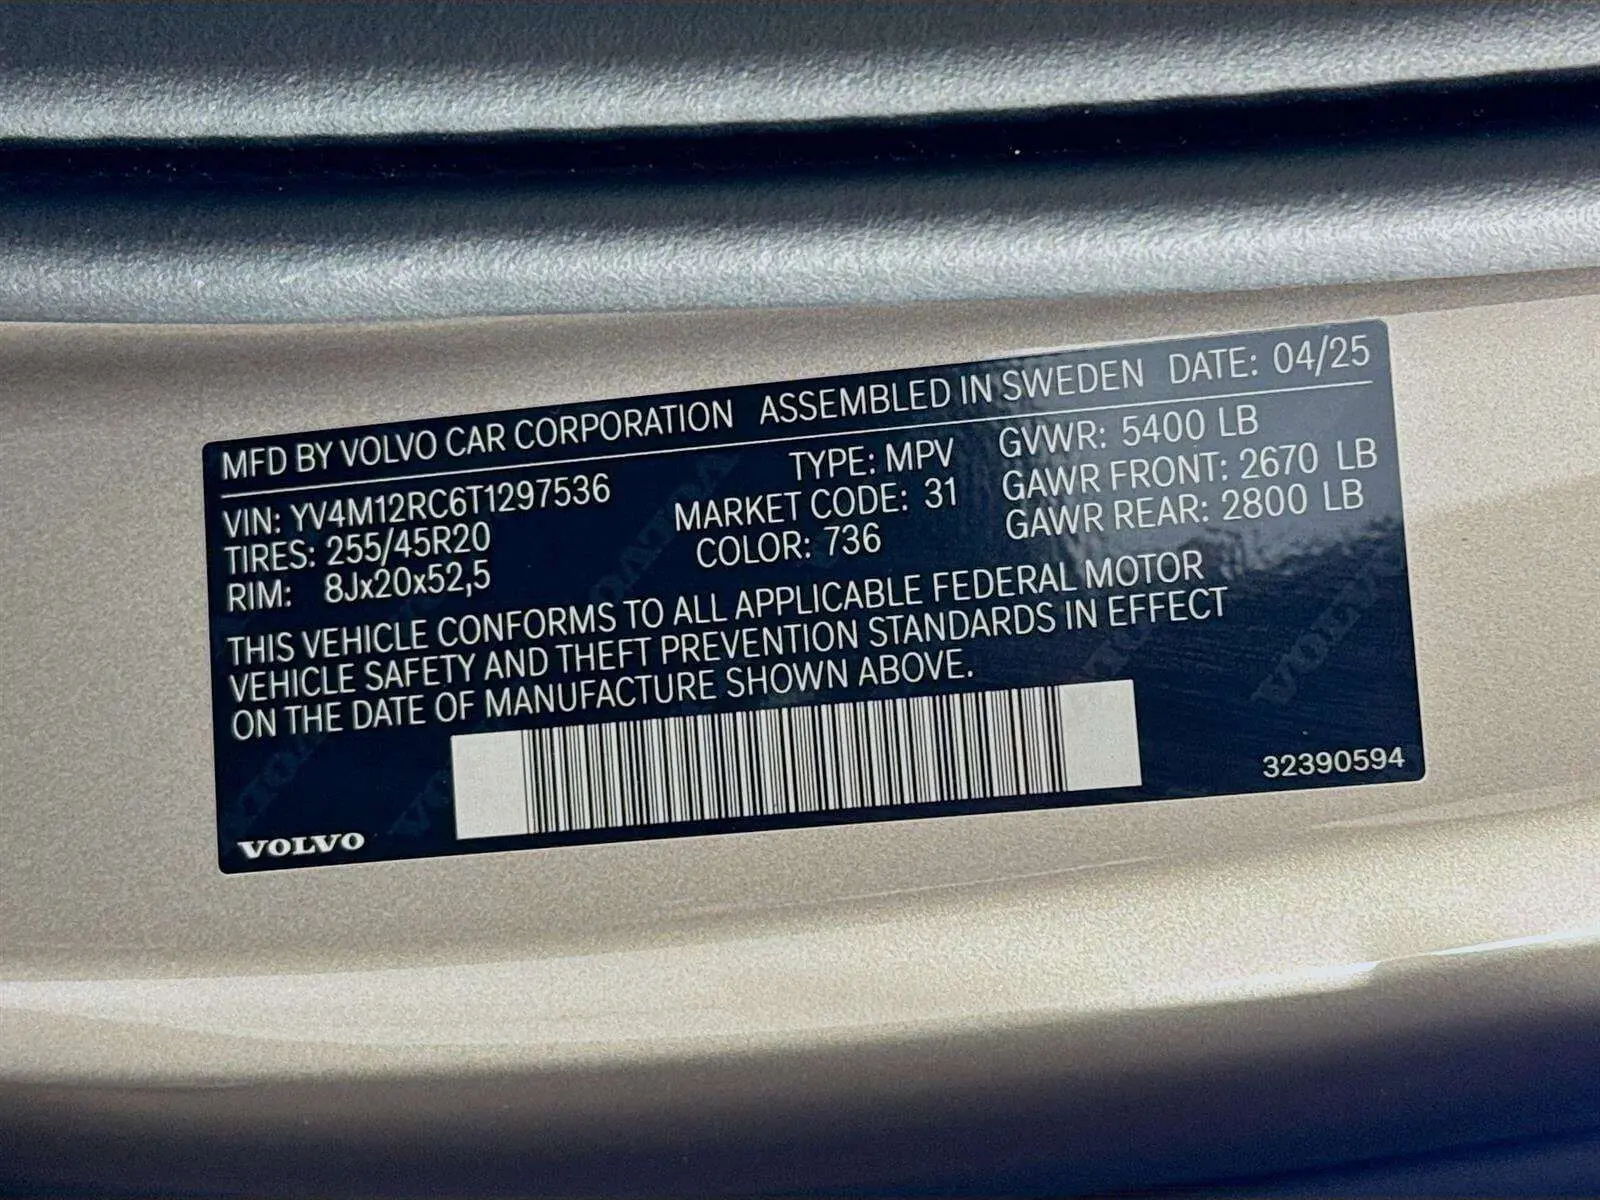 MFD BY VOLVO CAR CORPORATION ASSEMBLED IN SWEDEN DATE: 04/25
VIN: YV4M12RC6T1297536 TYPE: MPV GVWR: 5400 LB
TIRES: 255/45R20 MARKET CODE: 31 GAWR FRONT: 2670 LB
RIM: 8Jx20x52,5 COLOR: 736 GAWR REAR: 2800 LB
THIS VEHICLE CONFORMS TO ALL APPLICABLE FEDERAL MOTOR
VEHICLE SAFETY AND THEFT PREVENTION STANDARDS IN EFFECT
ON THE DATE OF MANUFACTURE SHOWN ABOVE.
VOLVO
32390594